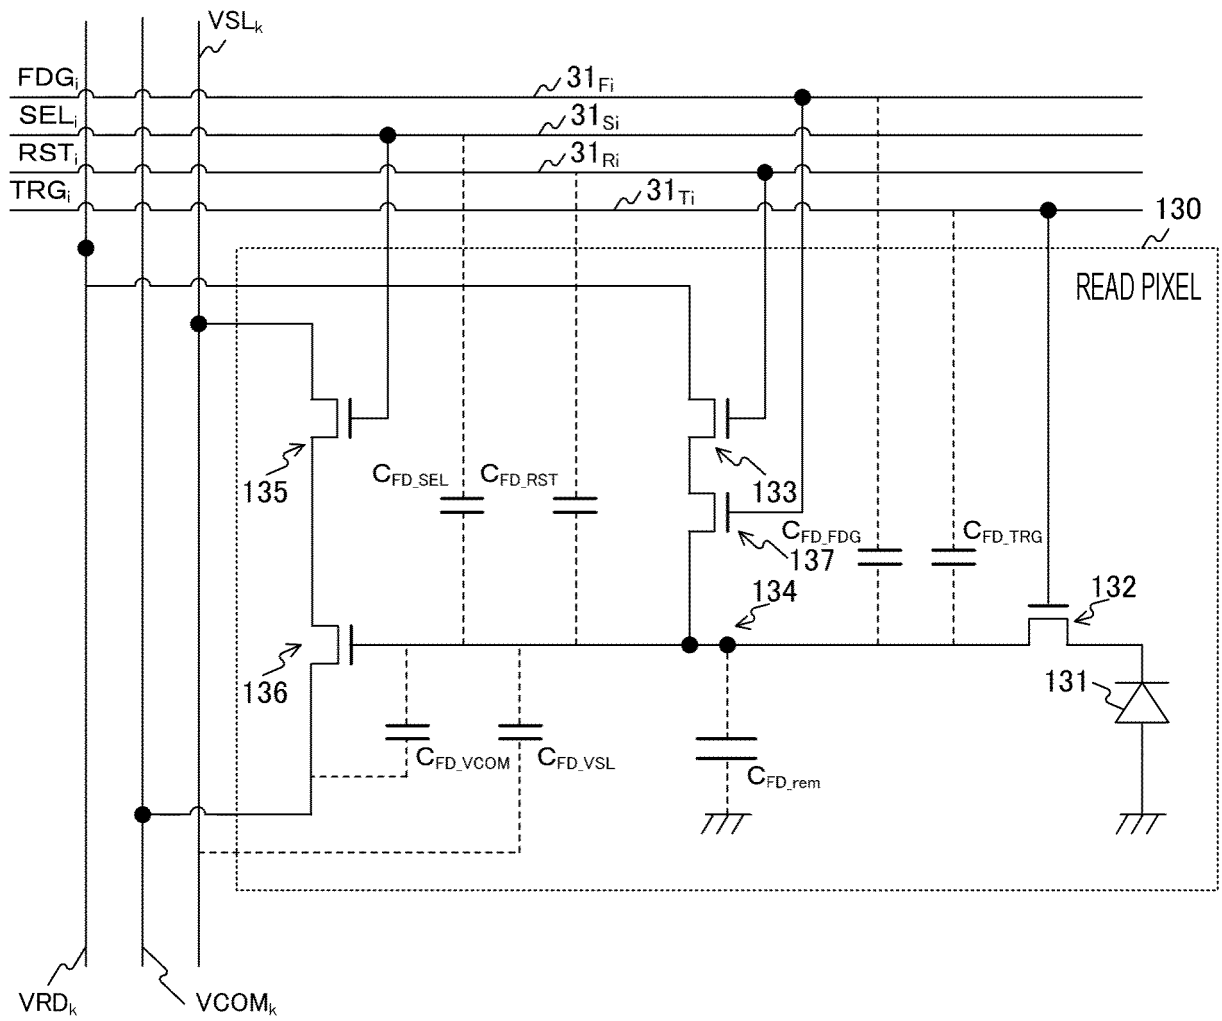 VSLk
FDGi
31Fi
SELi
31Si
RSTi
31Ri
TRGi
31Ti
130
READ PIXEL
135
CFD_SEL
CFD_RST
133
137
CFD_FDG
CFD_TRG
134
132
136
131
CFD_VCOM
CFD_VSL
CFD_rem
VRDk
VCOMk